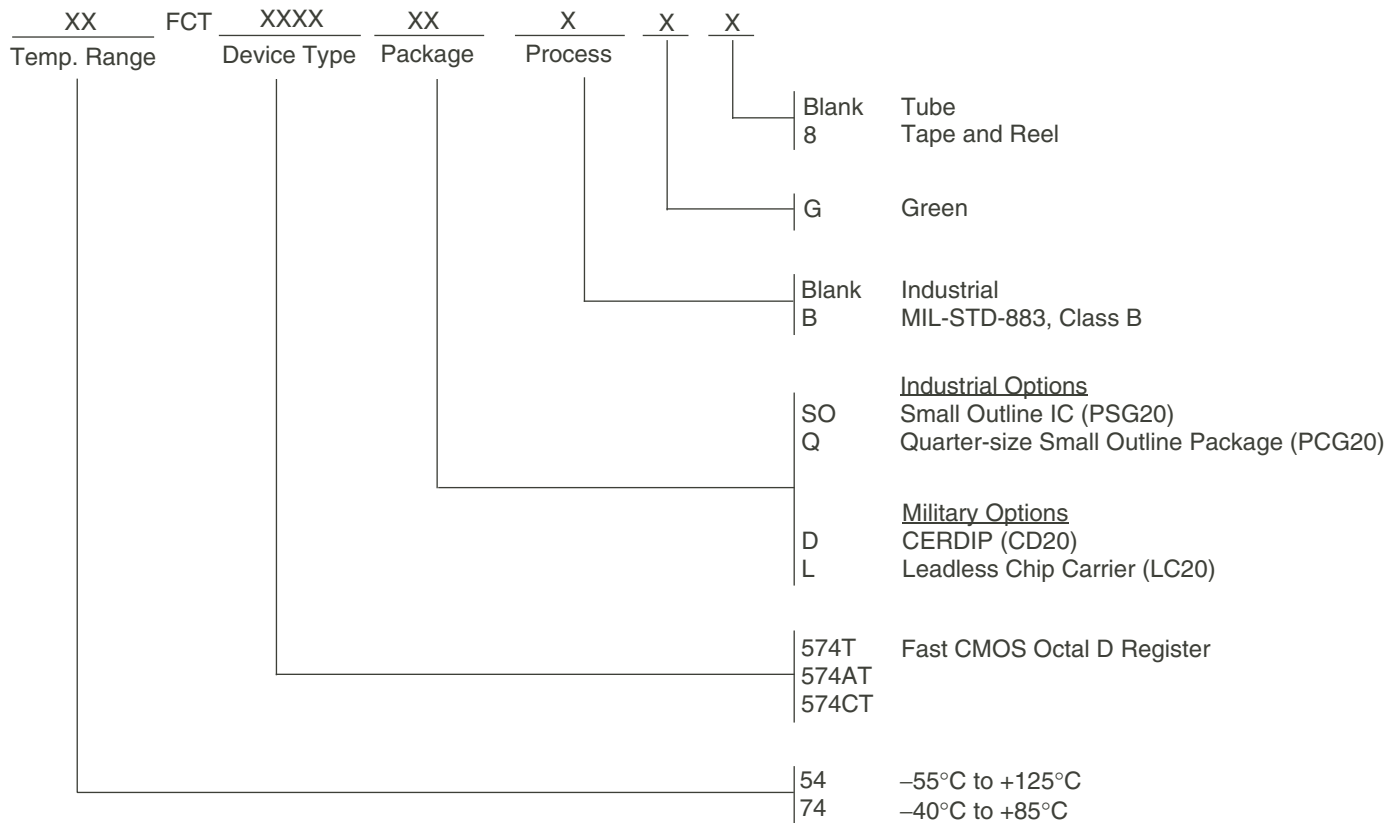 XX FCT XXXX XX X X X
Temp. Range Device Type Package Process
Blank Tube
8 Tape and Reel
G Green
Blank Industrial
B MIL-STD-883, Class B
Industrial Options
SO Small Outline IC (PSG20)
Q Quarter-size Small Outline Package (PCG20)
Military Options
D CERDIP (CD20)
L Leadless Chip Carrier (LC20)
574T Fast CMOS Octal D Register
574AT
574CT
54 –55°C to +125°C
74 –40°C to +85°C